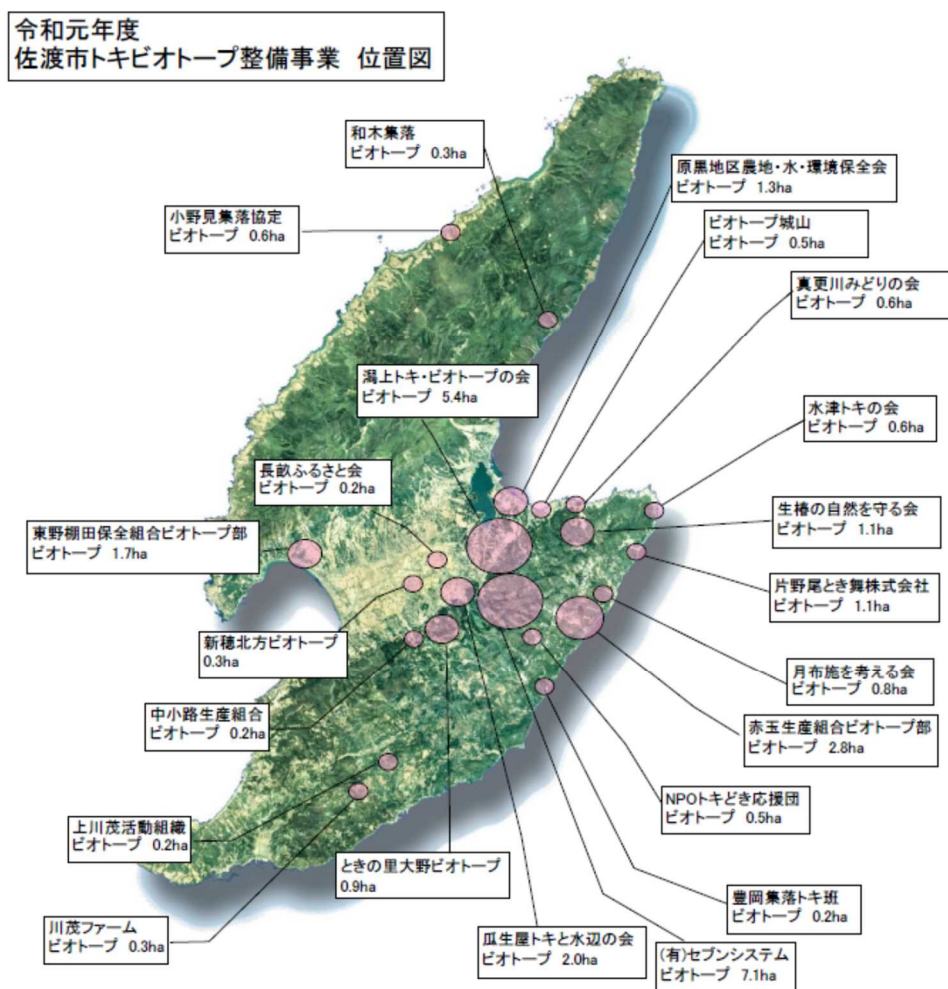 令和元年度
佐渡市トキビオトープ整備事業 位置図
和木集落
ビオトープ 0.3ha
原黒地区農地・水・環境保全会
ビオトープ 1.3ha
小野見集落協定
ビオトープ 0.6ha
ビオトープ城山
ビオトープ 0.5ha
真更川みどりの会
ビオトープ 0.6ha
潟上トキ・ビオトープの会
ビオトープ 5.4ha
水津トキの会
ビオトープ 0.6ha
長畝ふるさと会
ビオトープ 0.2ha
生椿の自然を守る会
ビオトープ 1.1ha
東野棚田保全組合ビオトープ部
ビオトープ 1.7ha
片野尾とき舞株式会社
ビオトープ 1.1ha
新穂北方ビオトープ
0.3ha
月布施を考える会
ビオトープ 0.8ha
中小路生産組合
ビオトープ 0.2ha
赤玉生産組合ビオトープ部
ビオトープ 2.8ha
NPOトキどき応援団
ビオトープ 0.5ha
上川茂活動組織
ビオトープ 0.2ha
ときの里大野ビオトープ
0.9ha
豊岡集落トキ班
ビオトープ 0.2ha
川茂ファーム
ビオトープ 0.3ha
瓜生屋トキと水辺の会
ビオトープ 2.0ha
(有)セブンシステム
ビオトープ 7.1ha